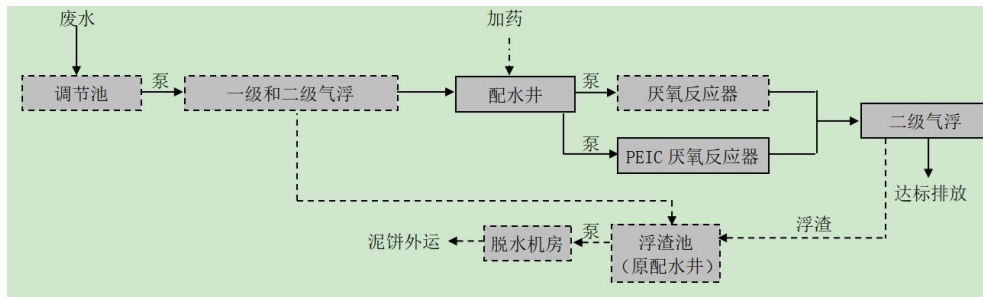 废水
加药
泵
泵
调节池
一级和二级气浮
配水井
厌氧反应器
二级气浮
泵
PEIC 厌氧反应器
达标排放
浮渣
泥饼外运
脱水机房
泵
浮渣池
（原配水井）